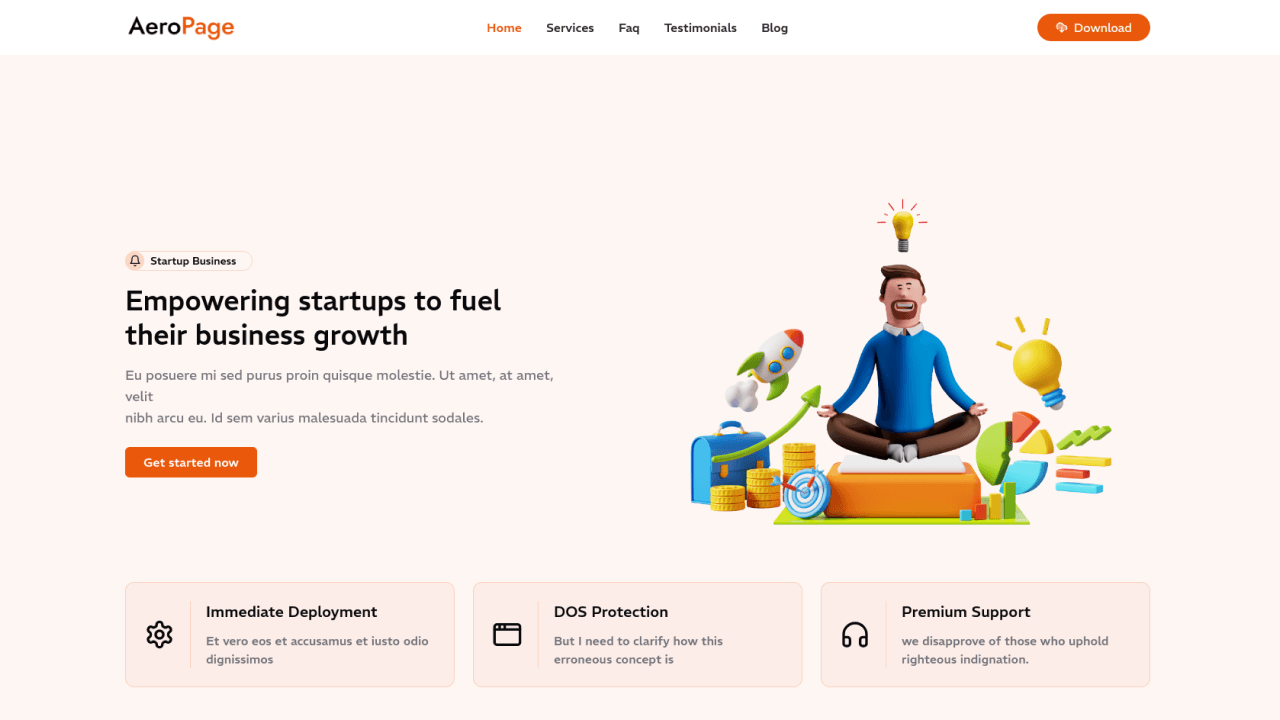 AeroPage
Home
Services
Faq
Testimonials
Blog
Download
Startup Business
Empowering startups to fuel
their business growth
Eu posuere mi sed purus proin quisque molestie. Ut amet, at amet,
velit
nibh arcu eu. Id sem varius malesuada tincidunt sodales.
Get started now
Immediate Deployment
Et vero eos et accusamus et iusto odio
dignissimos
DOS Protection
But I need to clarify how this
erroneous concept is
Premium Support
we disapprove of those who uphold
righteous indignation.